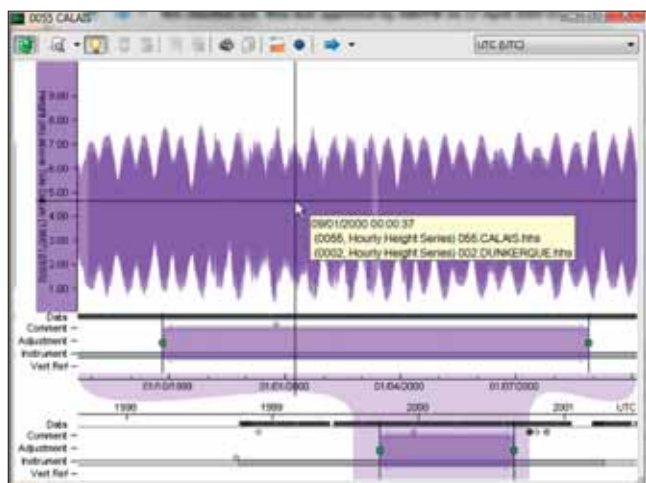 0055 CALAIS
UTC (UTC)
9.00
8.00
7.00
6.00
5.00
4.00
3.00
2.00
1.00
09/01/2000 00:00:37
(0055, Hourly Height Series) 055.CALAIS.hhs
(0002, Hourly Height Series) 002.DUNKERQUE.hhs
Data
Comment
Adjustment
Instrument
Vert Ref
01/10/1999 01/01/2000 01/04/2000 01/07/2000
1998 1999 2000 2001 UTC
Data
Comment
Adjustment
Instrument
Vert Ref